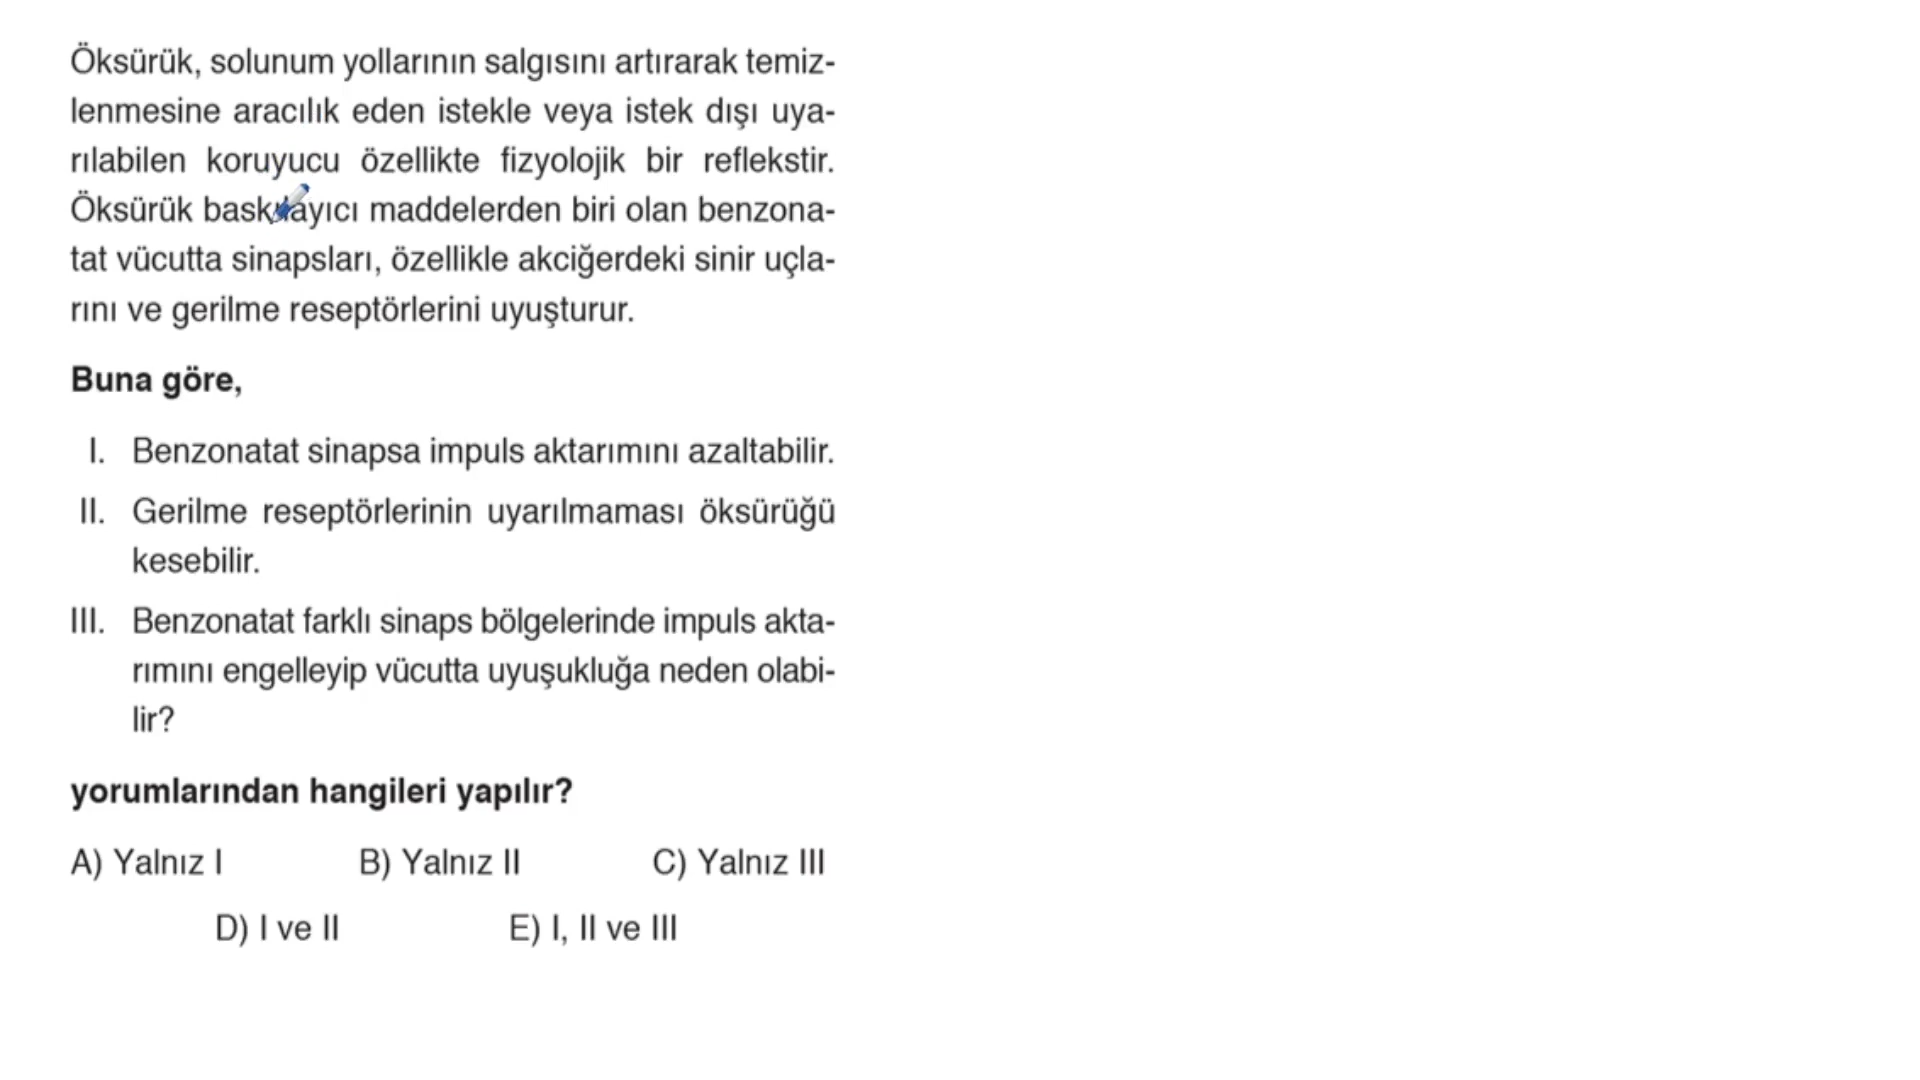 Öksürük, solunum yollarının salgısını artırarak temiz-
lenmesine aracılık eden istekle veya istek dışı uya-
rılabilen koruyucu özellikte fizyolojik bir reflekstir.
Öksürük baskılayıcı maddelerden biri olan benzona-
tat vücutta sinapsları, özellikle akciğerdeki sinir uçla-
rını ve gerilme reseptörlerini uyuşturur.
Buna göre,
I. Benzonatat sinapsa impuls aktarımını azaltabilir.
II. Gerilme reseptörlerinin uyarılmaması öksürüğü
kesebilir.
III. Benzonatat farklı sinaps bölgelerinde impuls akta-
rımını engelleyip vücutta uyuşukluğa neden olabi-
lir?
yorumlarından hangileri yapılır?
A) Yalnız I B) Yalnız II C) Yalnız III
D) I ve II E) I, II ve III